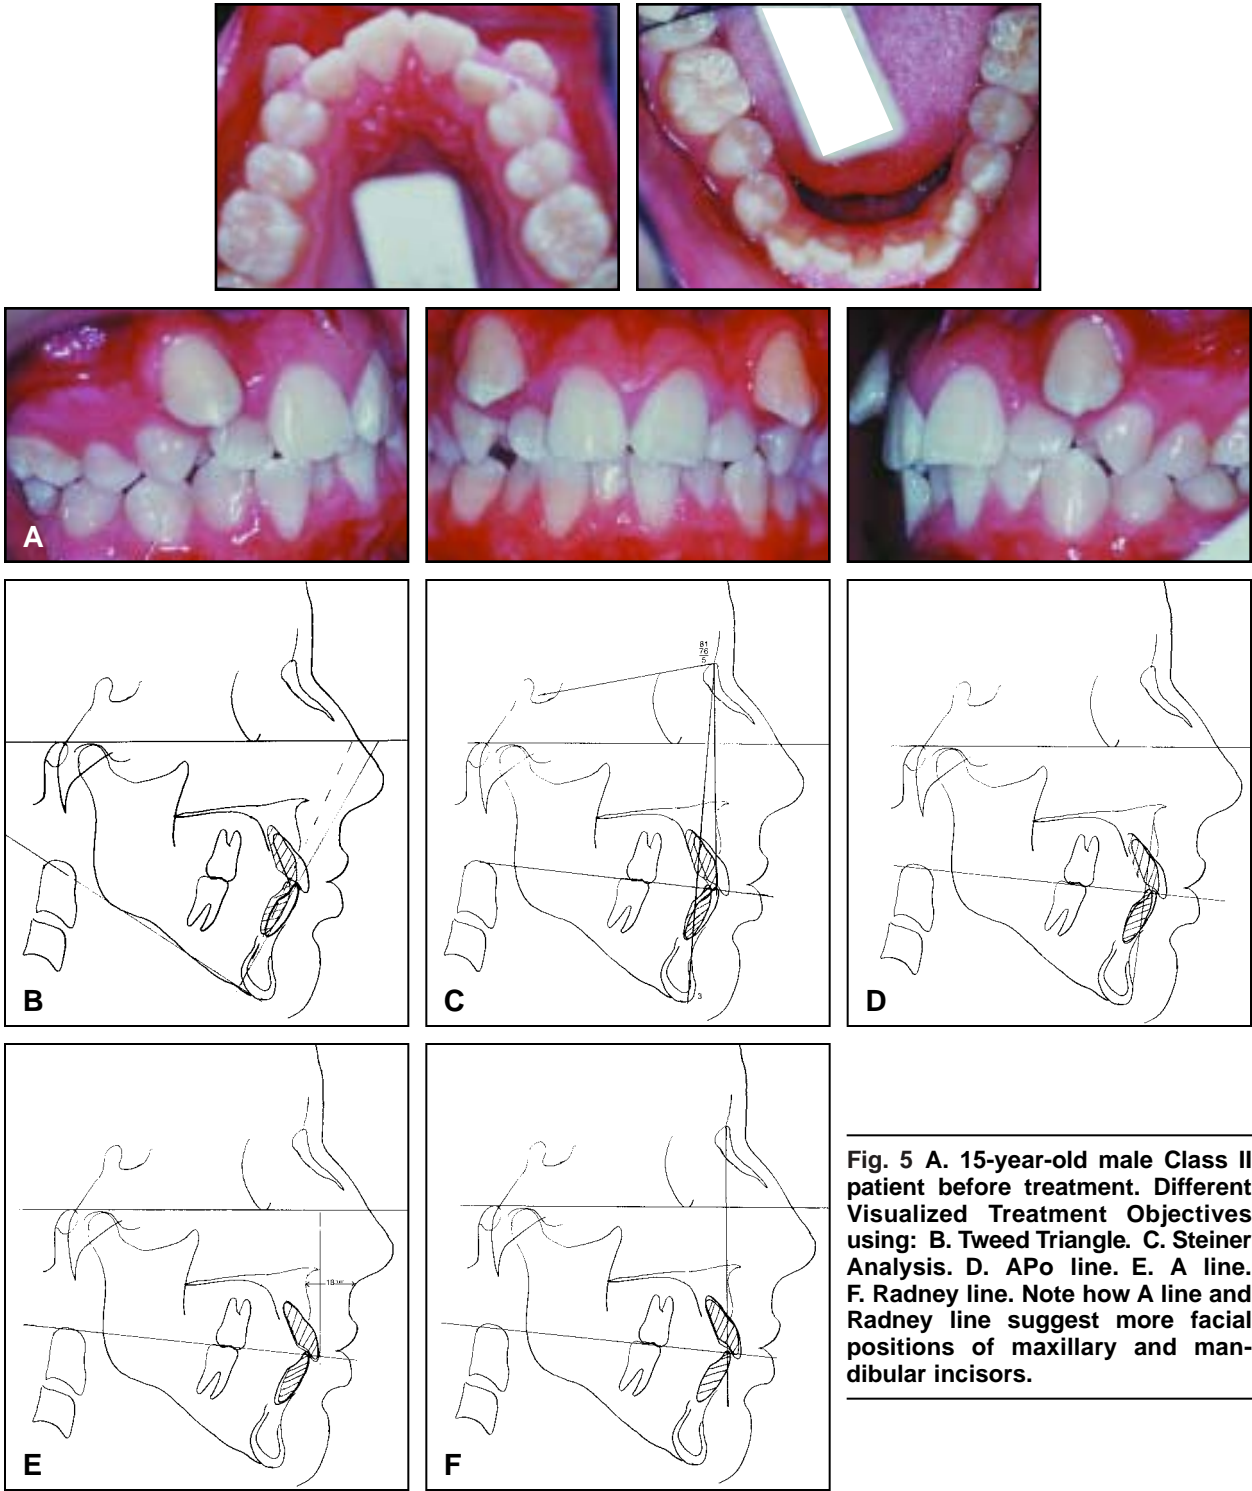 A
81
76
5
3
B
C
D
18
E
F
Fig. 5 A. 15-year-old male Class II
patient before treatment. Different
Visualized Treatment Objectives
using: B. Tweed Triangle. C. Steiner
Analysis. D. APo line. E. A line.
F. Radney line. Note how A line and
Radney line suggest more facial
positions of maxillary and man-
dibular incisors.